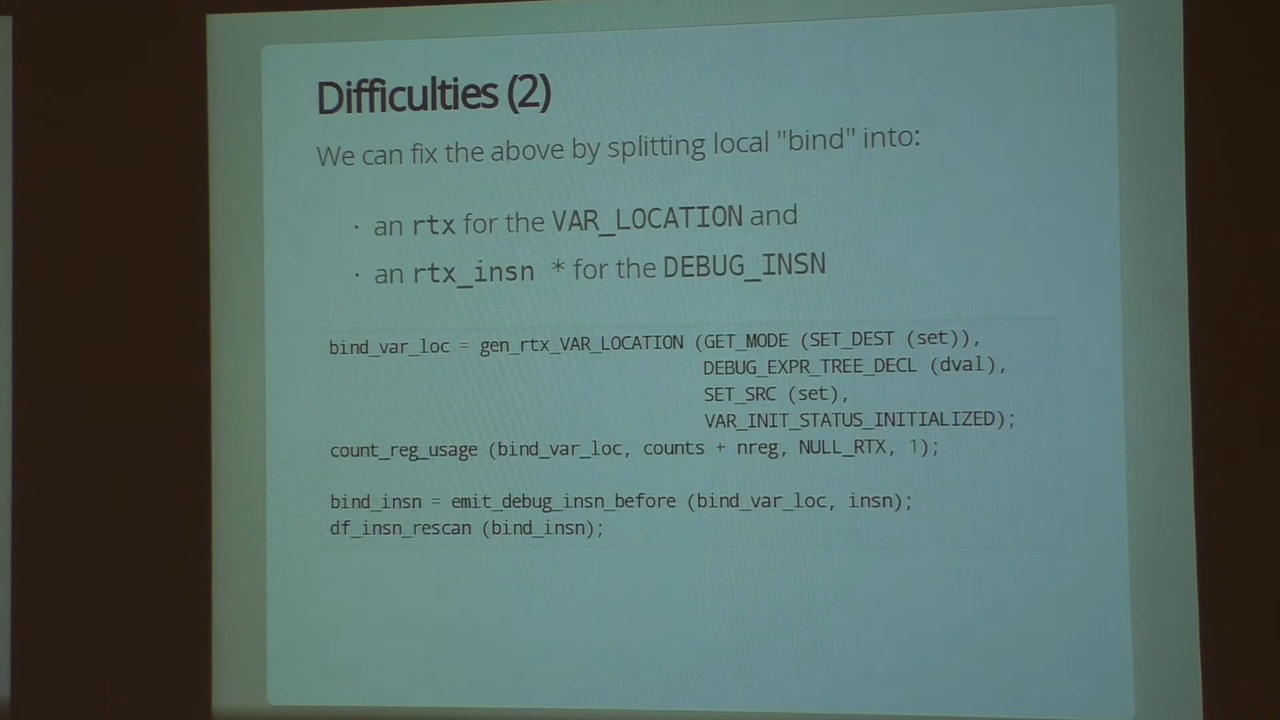 Difficulties (2)
We can fix the above by splitting local "bind" into:
· an rtx for the VAR_LOCATION and
· an rtx_insn * for the DEBUG_INSN
bind_var_loc = gen_rtx_VAR_LOCATION (GET_MODE (SET_DEST (set)),
DEBUG_EXPR_TREE_DECL (dval),
SET_SRC (set),
VAR_INIT_STATUS_INITIALIZED);
count_reg_usage (bind_var_loc, counts + nreg, NULL_RTX, 1);
bind_insn = emit_debug_insn_before (bind_var_loc, insn);
df_insn_rescan (bind_insn);